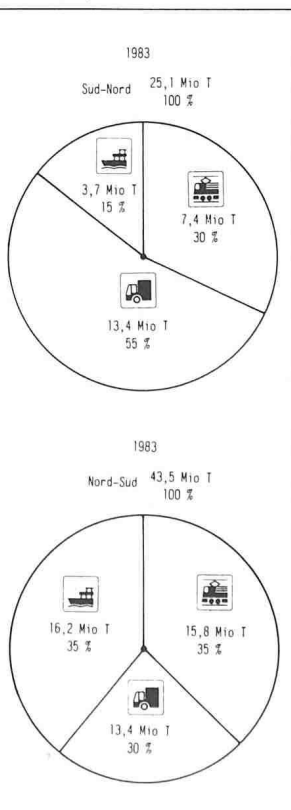 1983
Sud-Nord 25,1 Mio T
100 %
3,7 Mio T
15 %
7,4 Mio T
30 %
13,4 Mio T
55 %
1983
Nord-Sud 43,5 Mio T
100 %
16,2 Mio T
35 %
15,8 Mio T
35 %
13,4 Mio T
30 %